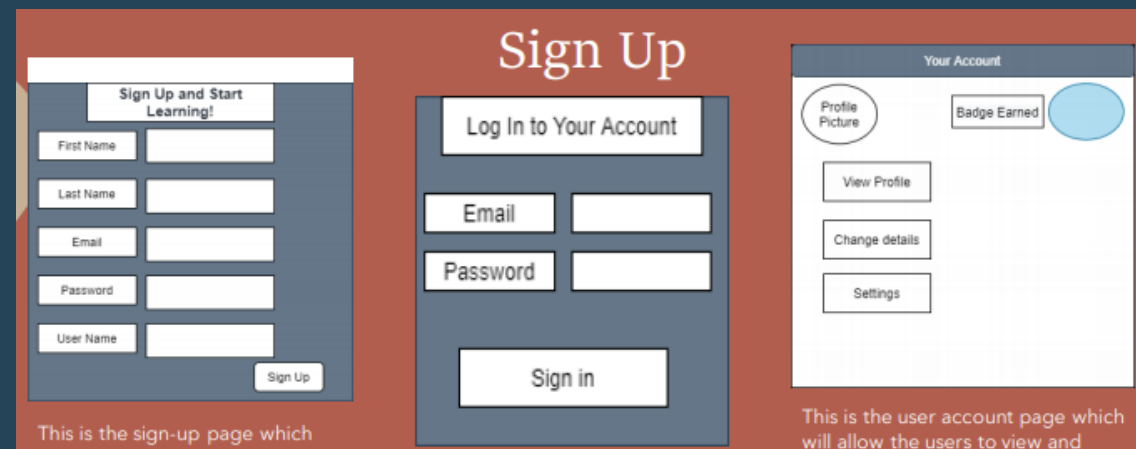 Sign Up
Sign Up and Start
Learning!
First Name
Last Name
Email
Password
User Name
Sign Up
This is the sign-up page which
Log In to Your Account
Email
Password
Sign in
Your Account
Profile
Picture
Badge Earned
View Profile
Change details
Settings
This is the user account page which
will allow the users to view and